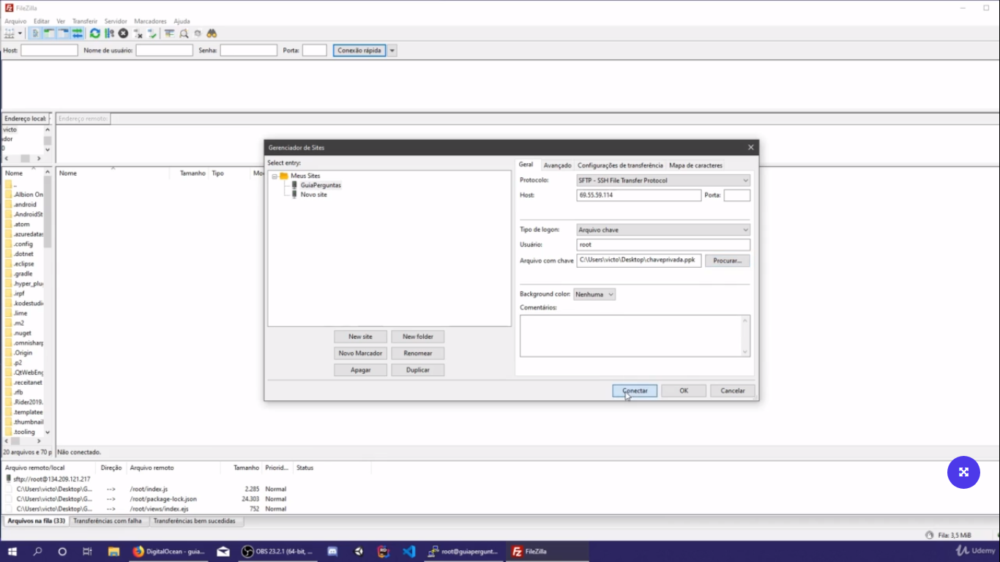 FileZilla
Arquivo Editar Ver Transferir Servidor Marcadores Ajuda
Host: Nome de usuário: Senha: Porta: Conexão rápida
Endereço local: Endereço remoto:
victo
dor
0
Nome Nome Tamanho Tipo Mo
..
.Albion On
.android
.AndroidSt
.atom
.azuredatas
.config
.dotnet
.eclipse
.gradle
.hyper_plug
.irpf
.kodestudi
.lime
.m2
.nuget
.omnisharp
.Origin
.p2
.QtWebEng
.receitanet
.rfb
.Rider2019.
.templatee
.thumbnail
.tooling
20 arquivos e 70 p Não conectado.
Gerenciador de Sites
Select entry:
Meus Sites
GuiaPerguntas
Novo site
New site New folder
Novo Marcador Renomear
Apagar Duplicar
Geral Avançado Configurações de transferência Mapa de caracteres
Protocolo: SFTP - SSH File Transfer Protocol
Host: 69.55.59.114 Porta:
Tipo de logon: Arquivo chave
Usuário: root
Arquivo com chave C:\Users\victo\Desktop\chaveprivada.ppk Procurar...
Background color: Nenhuma
Comentários:
Conectar OK Cancelar
Arquivo remoto/local Direção Arquivo remoto Tamanho Priorid... Status
sftp://root@134.209.121.217
C:\Users\victo\Desktop\G... --> /root/index.js 2.285 Normal
C:\Users\victo\Desktop\G... --> /root/package-lock.json 24.303 Normal
C:\Users\victo\Desktop\G... --> /root/views/index.ejs 752 Normal
Arquivos na fila (33) Transferências com falha Transferências bem sucedidas
Fila: 3,5 MiB
DigitalOcean - guia... OBS 23.2.1 (64-bit, ... root@guiapergunt... FileZilla
Udemy